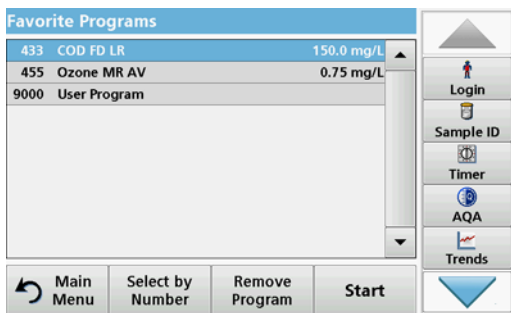 Favorite Programs
433 COD FD LR 150.0 mg/L
455 Ozone MR AV 0.75 mg/L
9000 User Program
Login
Sample ID
Timer
AQA
Trends
Main Menu
Select by Number
Remove Program
Start